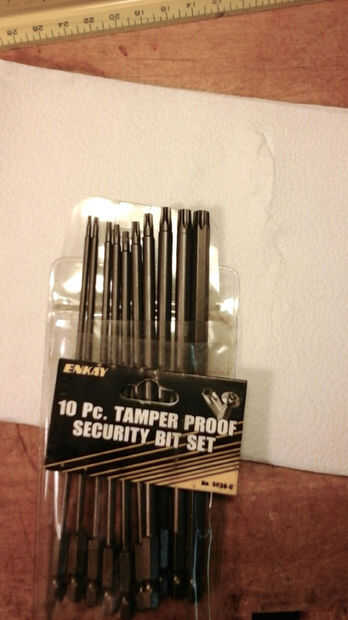 ENKAY
10 Pc. TAMPER PROOF
SECURITY BIT SET